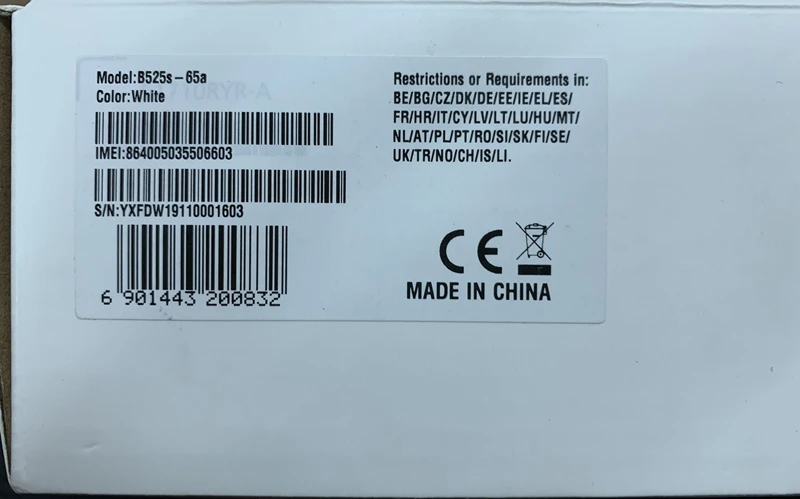 Model:B525s-65a
Color:White
IMEI:864005035506603
S/N:YXFDW19110001603
6 901443 200832
Restrictions or Requirements in:
BE/BG/CZ/DK/DE/EE/IE/EL/ES/
FR/HR/IT/CY/LV/LT/LU/HU/MT/
NL/AT/PL/PT/RO/SI/SK/FI/SE/
UK/TR/NO/CH/IS/LI.
CE
MADE IN CHINA